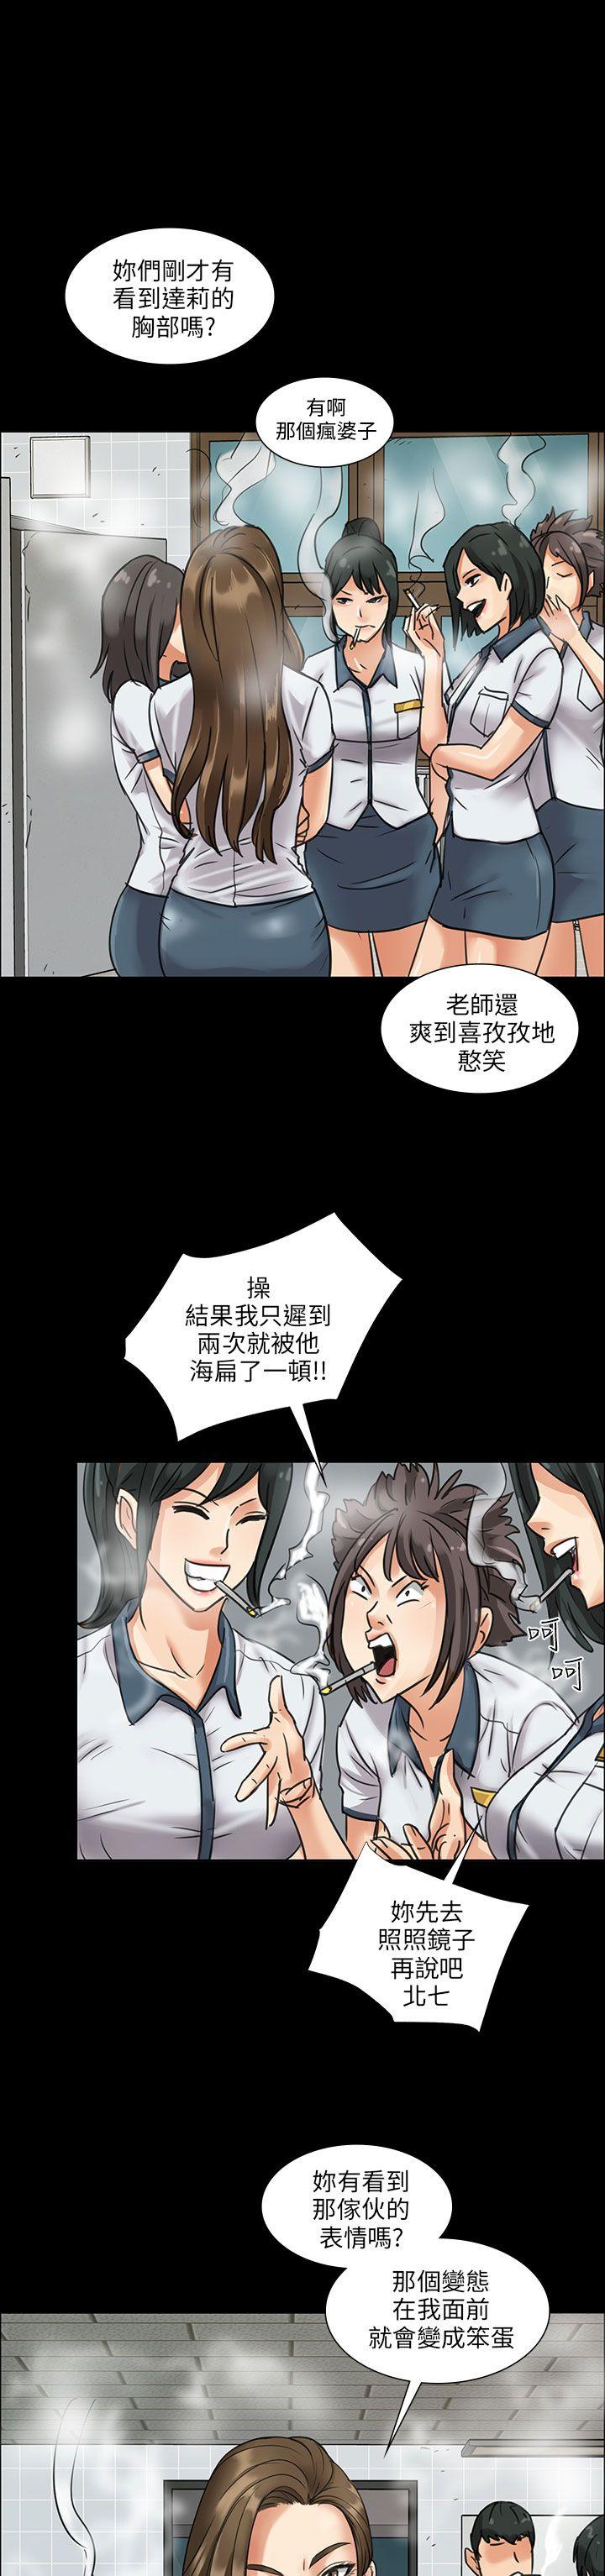 妳們剛才有
看到達莉的
胸部嗎?
有啊
那個瘋婆子
老師還
爽到喜孜孜地
憨笑
操
結果我只遲到
兩次就被他
海扁了一頓!!
呵
呵
妳先去
照照鏡子
再說吧
北七
妳有看到
那傢伙的
表情嗎?
那個變態
在我面前
就會變成笨蛋